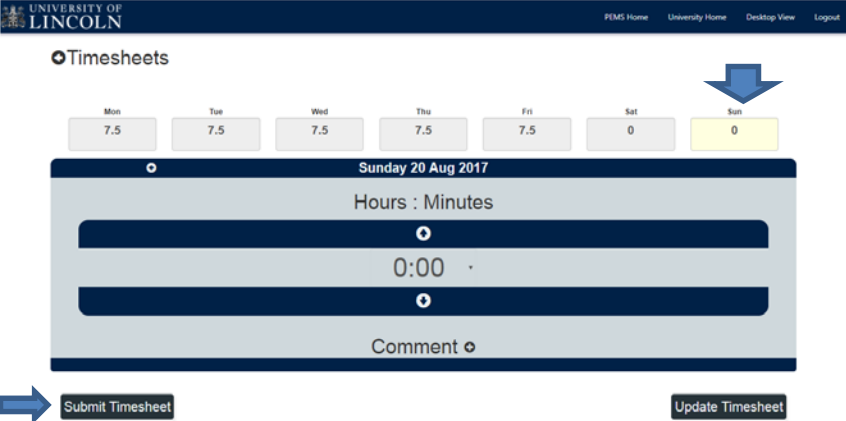 UNIVERSITY OF
LINCOLN
PEMS Home University Home Desktop View Logout
Timesheets
Mon Tue Wed Thu Fri Sat Sun
7.5 7.5 7.5 7.5 7.5 0 0
Sunday 20 Aug 2017
Hours : Minutes
0:00
Comment
Submit Timesheet Update Timesheet